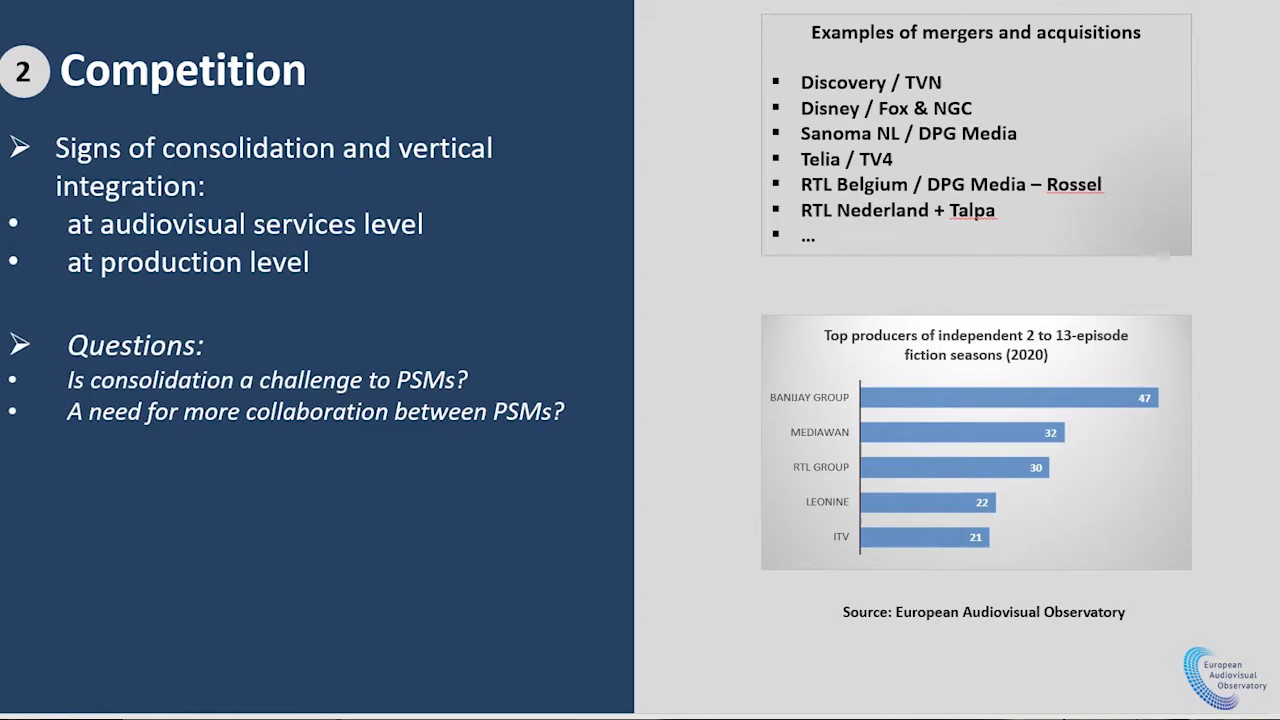 2 Competition
➢ Signs of consolidation and vertical
integration:
• at audiovisual services level
• at production level
➢ Questions:
• Is consolidation a challenge to PSMs?
• A need for more collaboration between PSMs?
Examples of mergers and acquisitions
▪ Discovery / TVN
▪ Disney / Fox & NGC
▪ Sanoma NL / DPG Media
▪ Telia / TV4
▪ RTL Belgium / DPG Media – Rossel
▪ RTL Nederland + Talpa
▪ …
Top producers of independent 2 to 13-episode
fiction seasons (2020)
BANIJAY GROUP 47
MEDIAWAN 32
RTL GROUP 30
LEONINE 22
ITV 21
Source: European Audiovisual Observatory
European
Audiovisual
Observatory